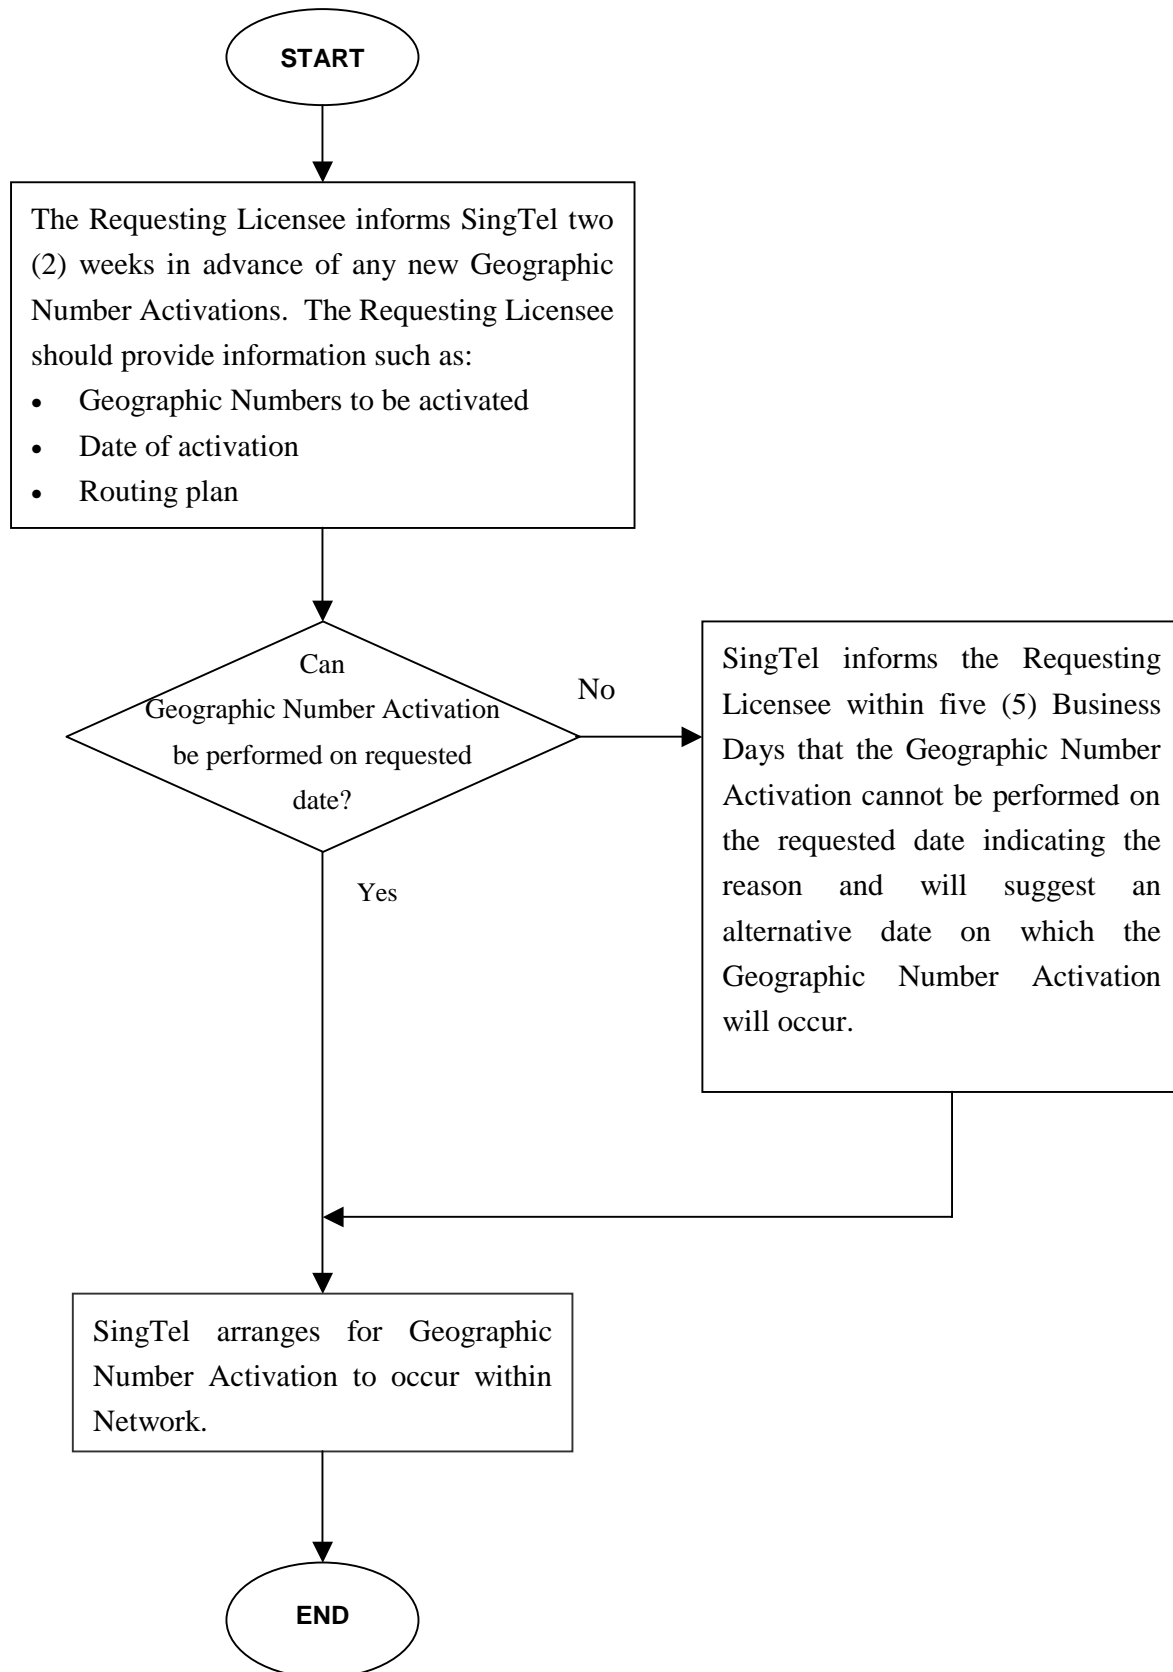 START
The Requesting Licensee informs SingTel two
(2) weeks in advance of any new Geographic
Number Activations. The Requesting Licensee
should provide information such as:
• Geographic Numbers to be activated
• Date of activation
• Routing plan
Can
Geographic Number Activation
be performed on requested
date?
No
SingTel informs the Requesting
Licensee within five (5) Business
Days that the Geographic Number
Activation cannot be performed on
the requested date indicating the
reason and will suggest an
alternative date on which the
Geographic Number Activation
will occur.
Yes
SingTel arranges for Geographic
Number Activation to occur within
Network.
END